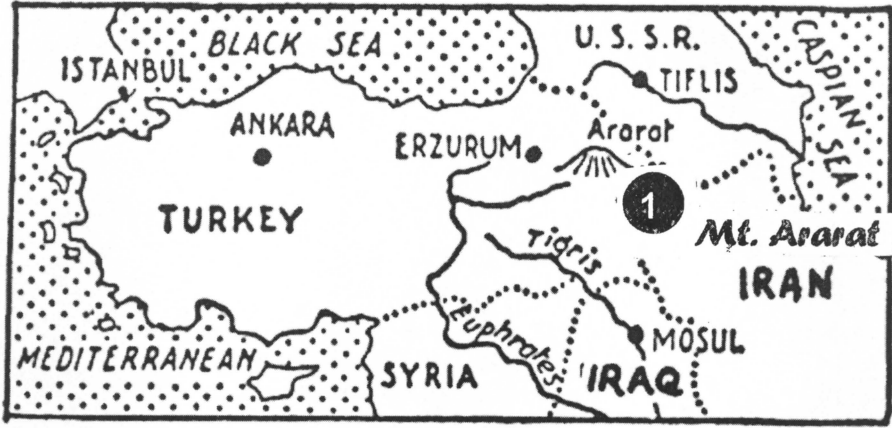 BLACK SEA
U.S.S.R.
CASPIAN SEA
ISTANBUL
TIFLIS
ANKARA
ERZURUM
Ararat
1
TURKEY
Mt. Ararat
Tigris
IRAN
Euphrates
MOSUL
MEDITERRANEAN
SYRIA
IRAQ